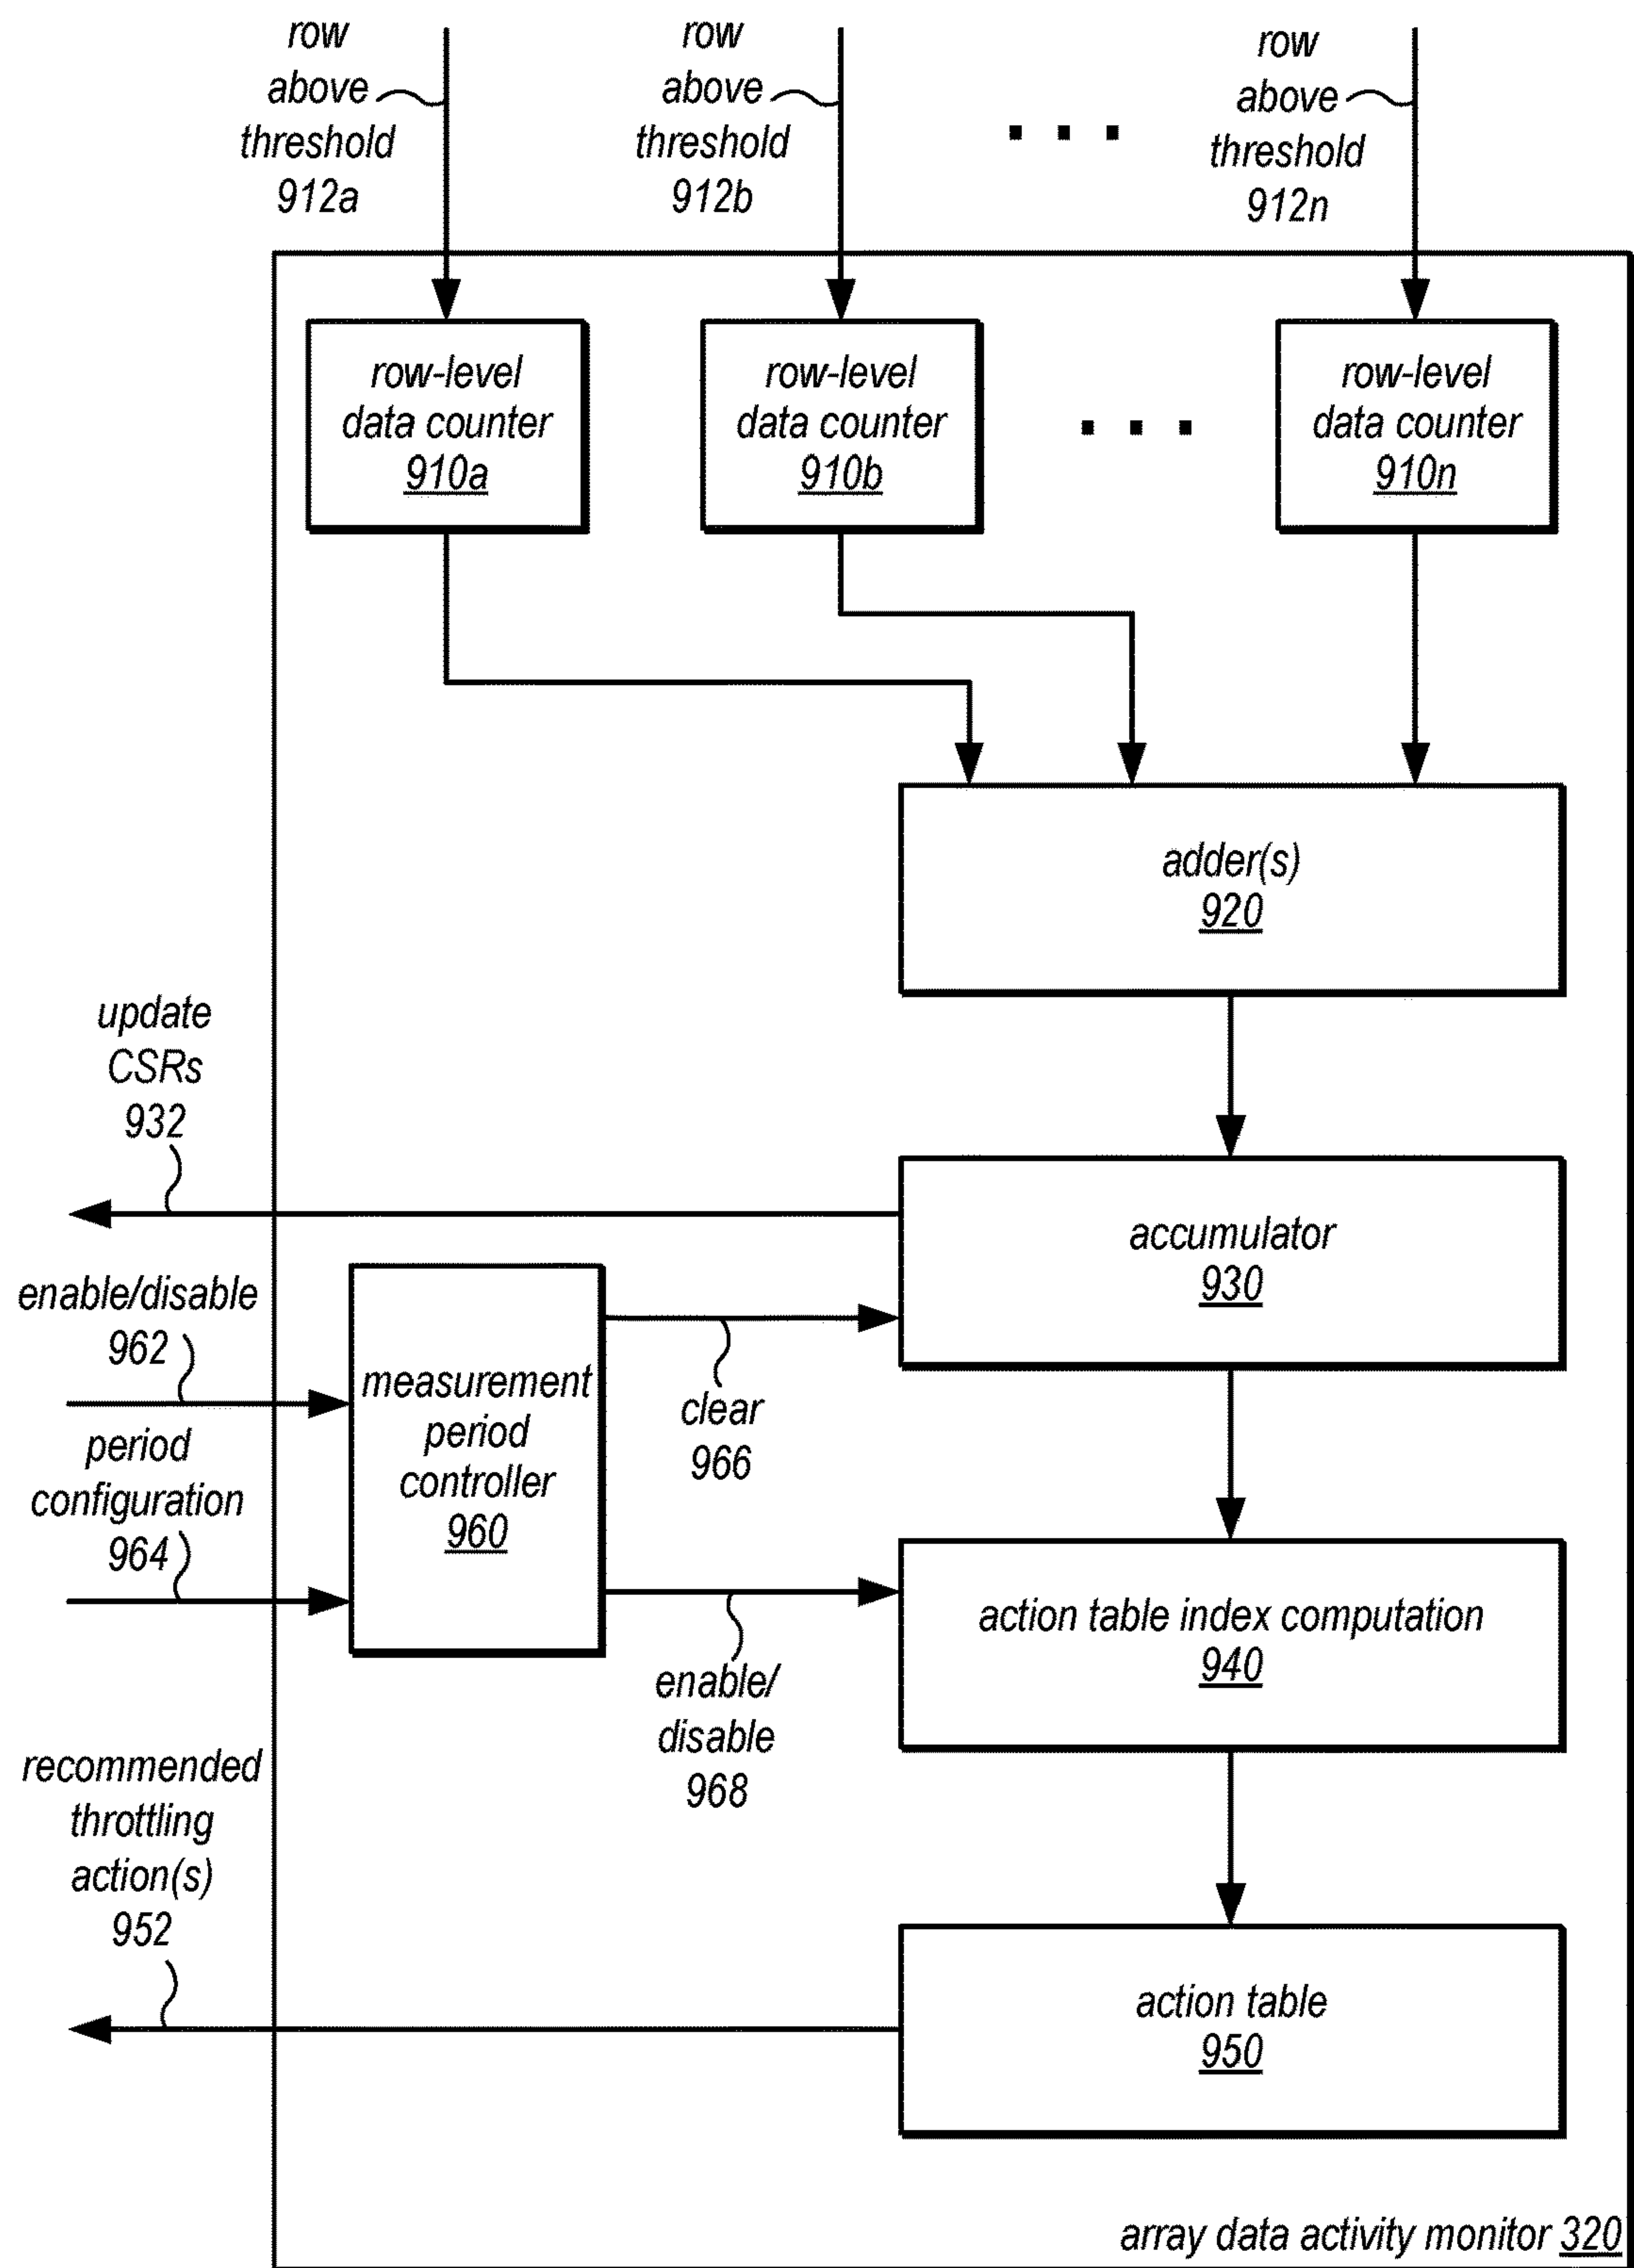 row
above
threshold
912a
row
above
threshold
912b
row
above
threshold
912n
row-level
data counter
910a
row-level
data counter
910b
row-level
data counter
910n
adder(s)
920
update
CSRs
932
accumulator
930
enable/disable
962
measurement
period
controller
960
clear
966
period
configuration
964
action table index computation
940
enable/
disable
968
recommended
throttling
action(s)
952
action table
950
array data activity monitor 320